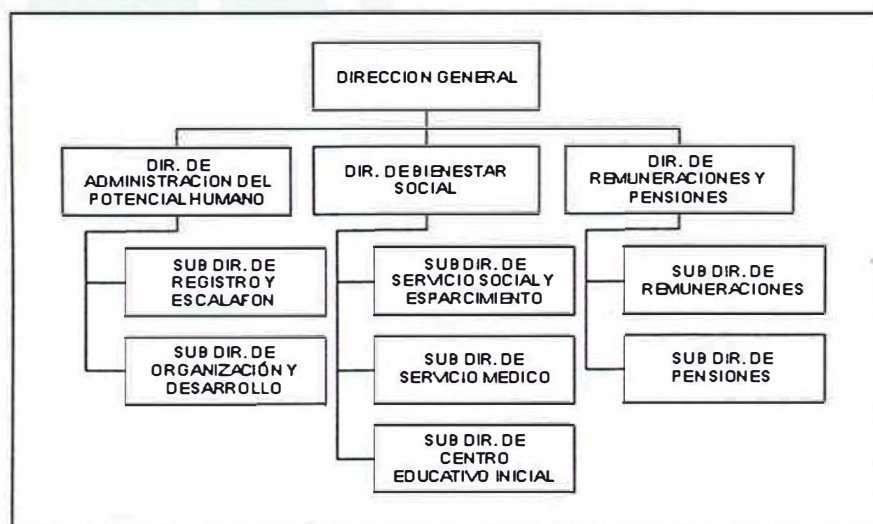 DIRECCION GENERAL
DIR. DE
ADMINISTRACION DEL
POTENCIAL HUMANO
DIR. DE BIENESTAR
SOCIAL
DIR. DE
REMUNERACIONES Y
PENSIONES
SUB DIR. DE
REGISTRO Y
ESCALAFON
SUB DIR. DE
ORGANIZACIÓN Y
DESARROLLO
SUB DIR. DE
SERVICIO SOCIAL Y
ESPARCIMIENTO
SUB DIR. DE
SERVICIO MEDICO
SUB DIR. DE
CENTRO
EDUCATIVO INICIAL
SUB DIR. DE
REMUNERACIONES
SUB DIR. DE
PENSIONES